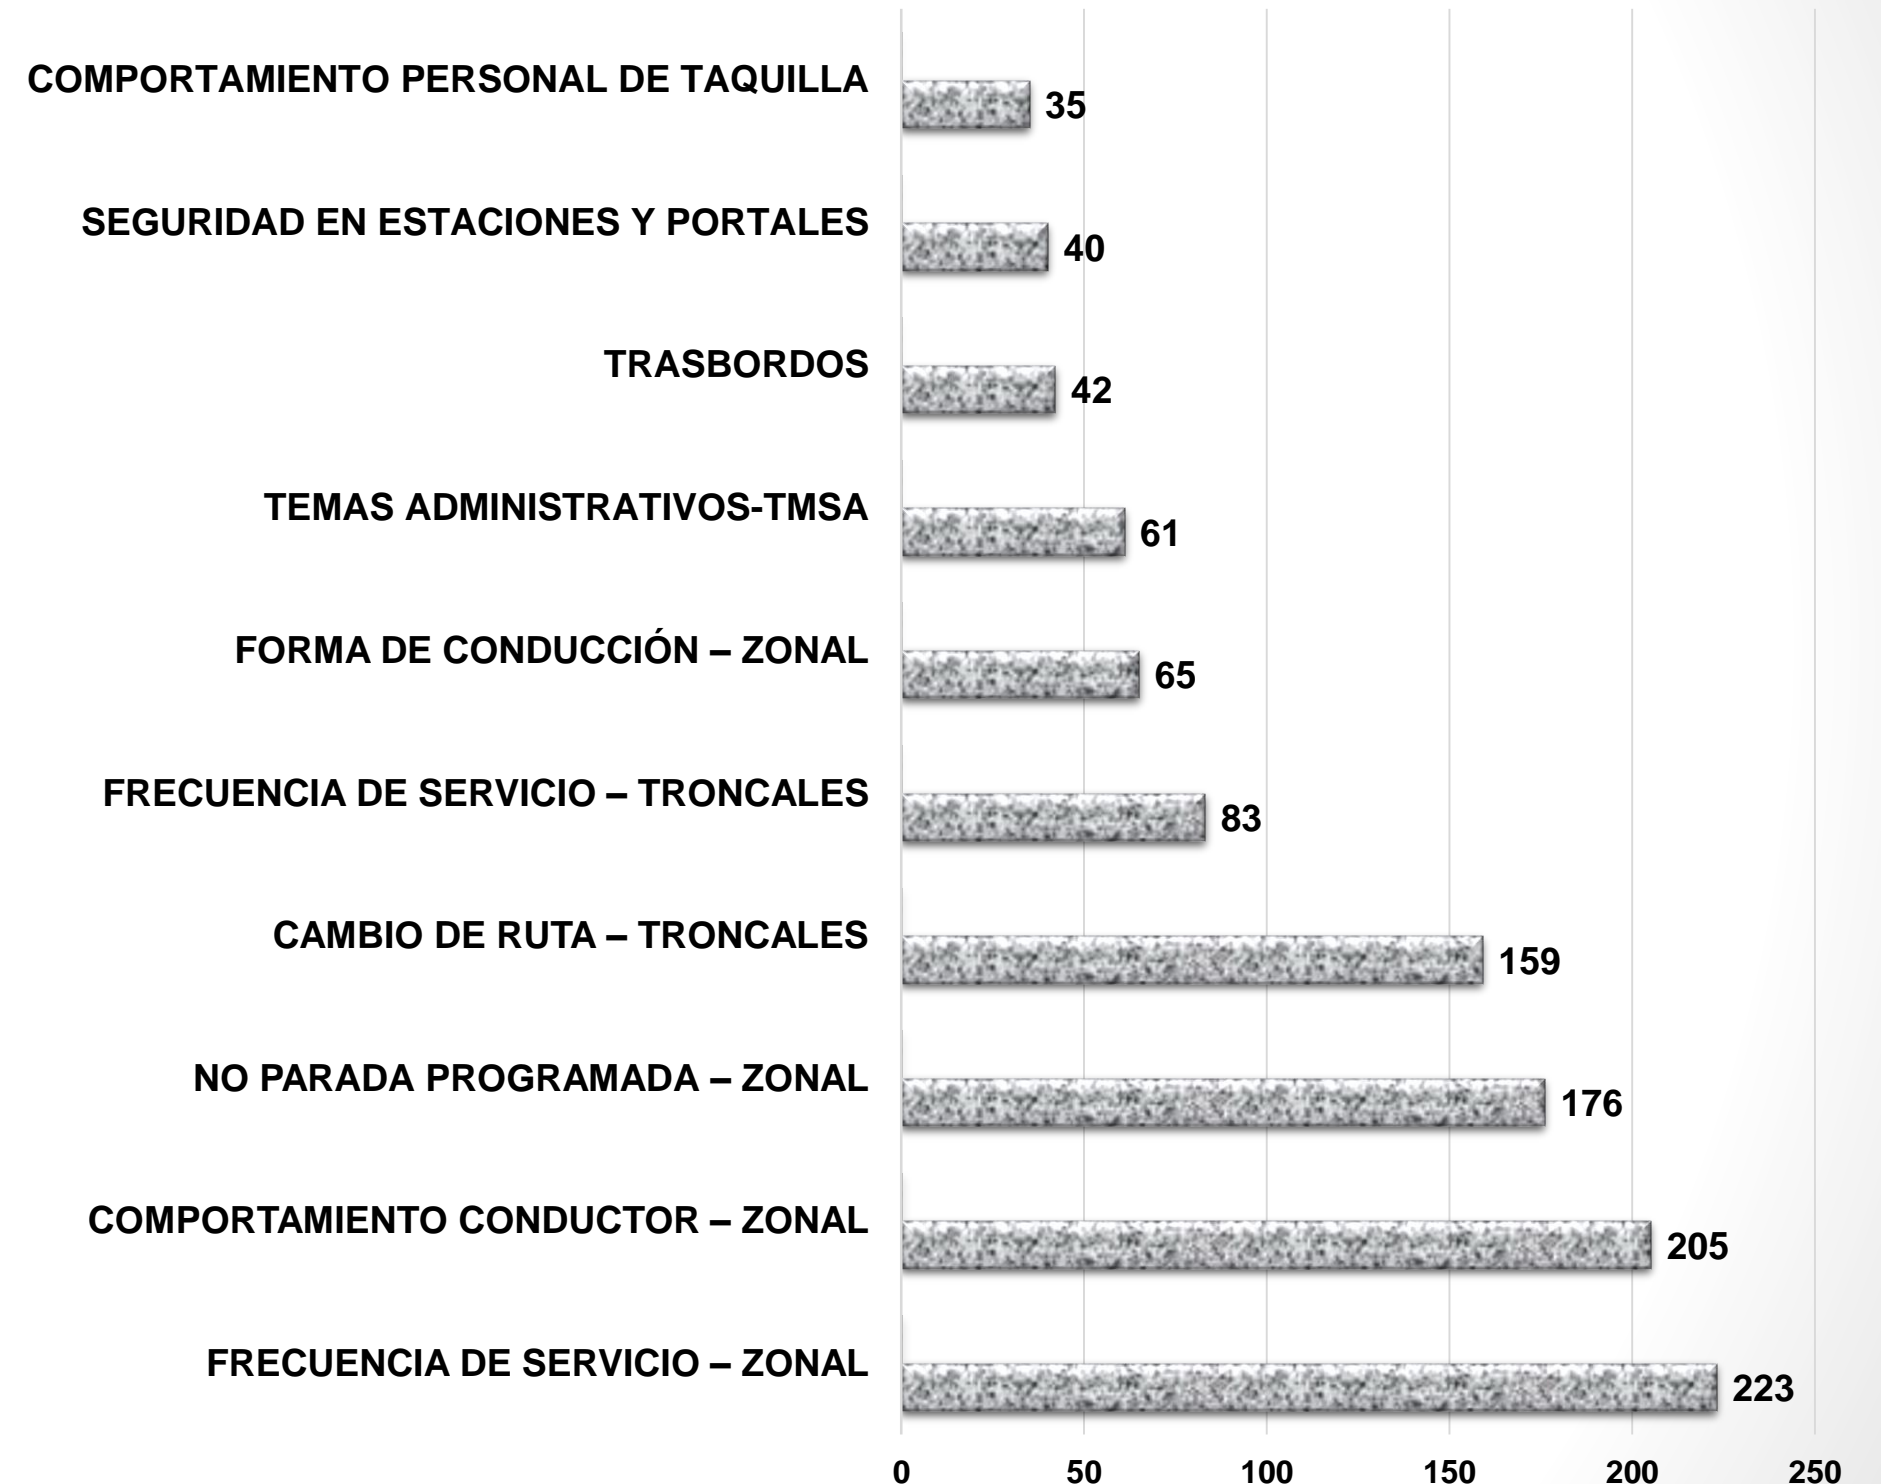 COMPORTAMIENTO PERSONAL DE TAQUILLA
35
SEGURIDAD EN ESTACIONES Y PORTALES
40
TRASBORDOS
42
TEMAS ADMINISTRATIVOS-TMSA
61
FORMA DE CONDUCCIÓN – ZONAL
65
FRECUENCIA DE SERVICIO – TRONCALES
83
CAMBIO DE RUTA – TRONCALES
159
NO PARADA PROGRAMADA – ZONAL
176
COMPORTAMIENTO CONDUCTOR – ZONAL
205
FRECUENCIA DE SERVICIO – ZONAL
223
0 50 100 150 200 250